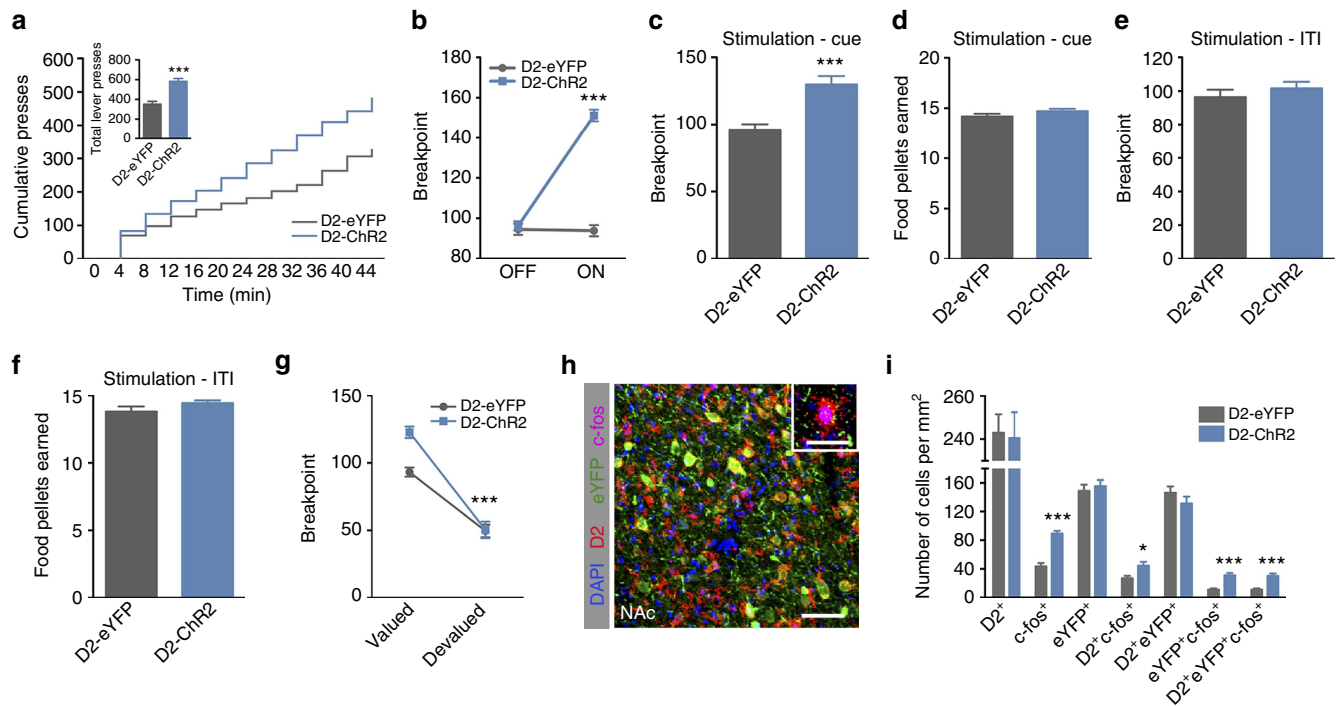 a
Cumulative presses
600
500
400
300
200
100
0
0 4 8 12 16 20 24 28 32 36 40 44
Time (min)
Total lever presses
800
600
400
200
0
***
D2-eYFP
D2-ChR2
D2-eYFP
D2-ChR2
b
Breakpoint
180
160
140
120
100
80
D2-eYFP
D2-ChR2
***
OFF ON
c
Stimulation - cue
Breakpoint
150
100
50
0
***
D2-eYFP
D2-ChR2
d
Stimulation - cue
Food pellets earned
20
15
10
5
0
D2-eYFP
D2-ChR2
e
Stimulation - ITI
Breakpoint
120
100
80
60
40
20
0
D2-eYFP
D2-ChR2
f
Stimulation - ITI
Food pellets earned
15
10
5
0
D2-eYFP
D2-ChR2
g
Breakpoint
150
100
50
0
D2-eYFP
D2-ChR2
***
Valued
Devalued
h
DAPI D2 eYFP c-fos
NAc
i
Number of cells per mm²
260
240
160
120
80
40
0
D2-eYFP
D2-ChR2
***
*
***
***
D2⁺
c-fos⁺
eYFP⁺
D2⁺c-fos⁺
D2⁺eYFP⁺
eYFP⁺c-fos⁺
D2⁺eYFP⁺c-fos⁺